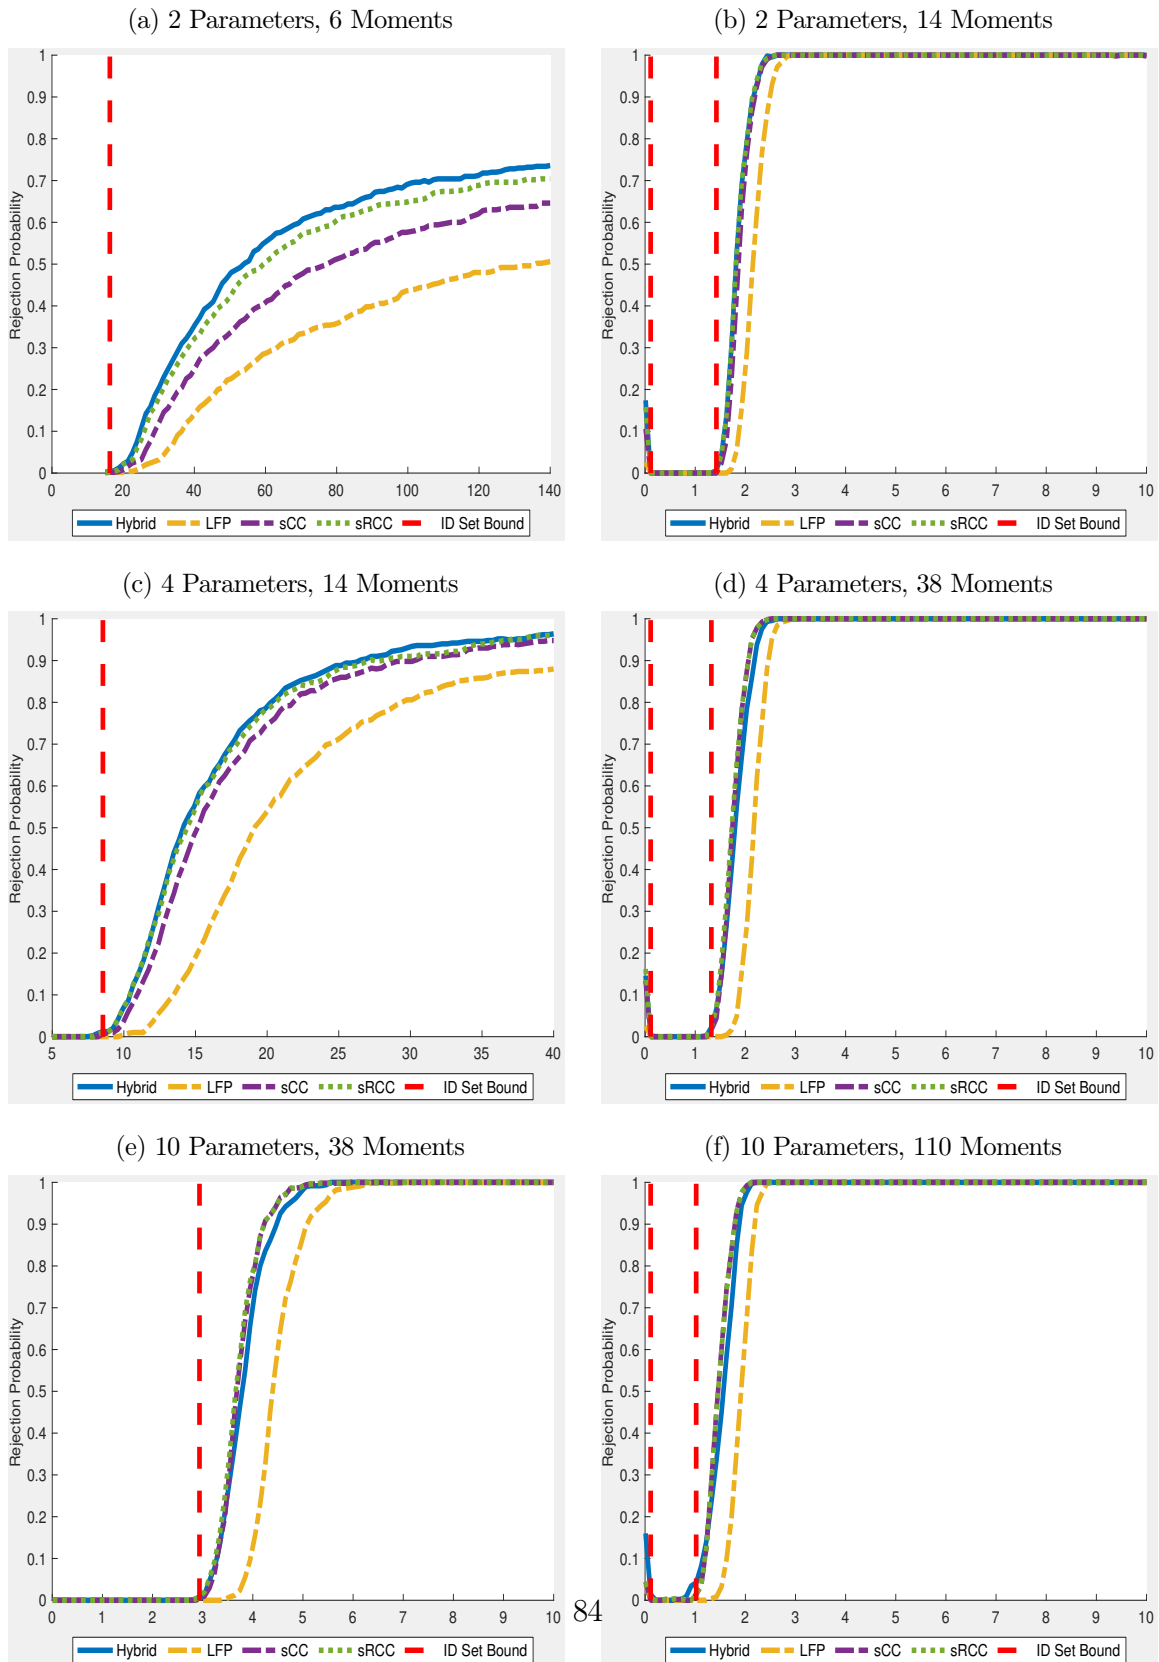 (a) 2 Parameters, 6 Moments
Rejection Probability
1
0.9
0.8
0.7
0.6
0.5
0.4
0.3
0.2
0.1
0
0 20 40 60 80 100 120 140
Hybrid LFP sCC sRCC ID Set Bound
(b) 2 Parameters, 14 Moments
Rejection Probability
1
0.9
0.8
0.7
0.6
0.5
0.4
0.3
0.2
0.1
0
0 1 2 3 4 5 6 7 8 9 10
Hybrid LFP sCC sRCC ID Set Bound
(c) 4 Parameters, 14 Moments
Rejection Probability
1
0.9
0.8
0.7
0.6
0.5
0.4
0.3
0.2
0.1
0
5 10 15 20 25 30 35 40
Hybrid LFP sCC sRCC ID Set Bound
(d) 4 Parameters, 38 Moments
Rejection Probability
1
0.9
0.8
0.7
0.6
0.5
0.4
0.3
0.2
0.1
0
0 1 2 3 4 5 6 7 8 9 10
Hybrid LFP sCC sRCC ID Set Bound
(e) 10 Parameters, 38 Moments
Rejection Probability
1
0.9
0.8
0.7
0.6
0.5
0.4
0.3
0.2
0.1
0
0 1 2 3 4 5 6 7 8 9 10
Hybrid LFP sCC sRCC ID Set Bound
(f) 10 Parameters, 110 Moments
Rejection Probability
1
0.9
0.8
0.7
0.6
0.5
0.4
0.3
0.2
0.1
0
0 1 2 3 4 5 6 7 8 9 10
Hybrid LFP sCC sRCC ID Set Bound
84